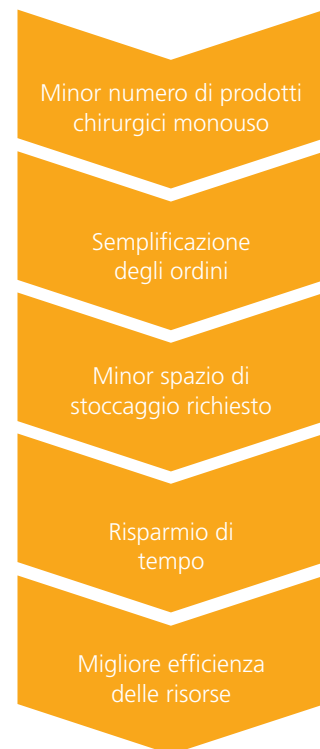 Minor numero di prodotti
chirurgici monouso
Semplificazione
degli ordini
Minor spazio di
stoccaggio richiesto
Risparmio di
tempo
Migliore efficienza
delle risorse